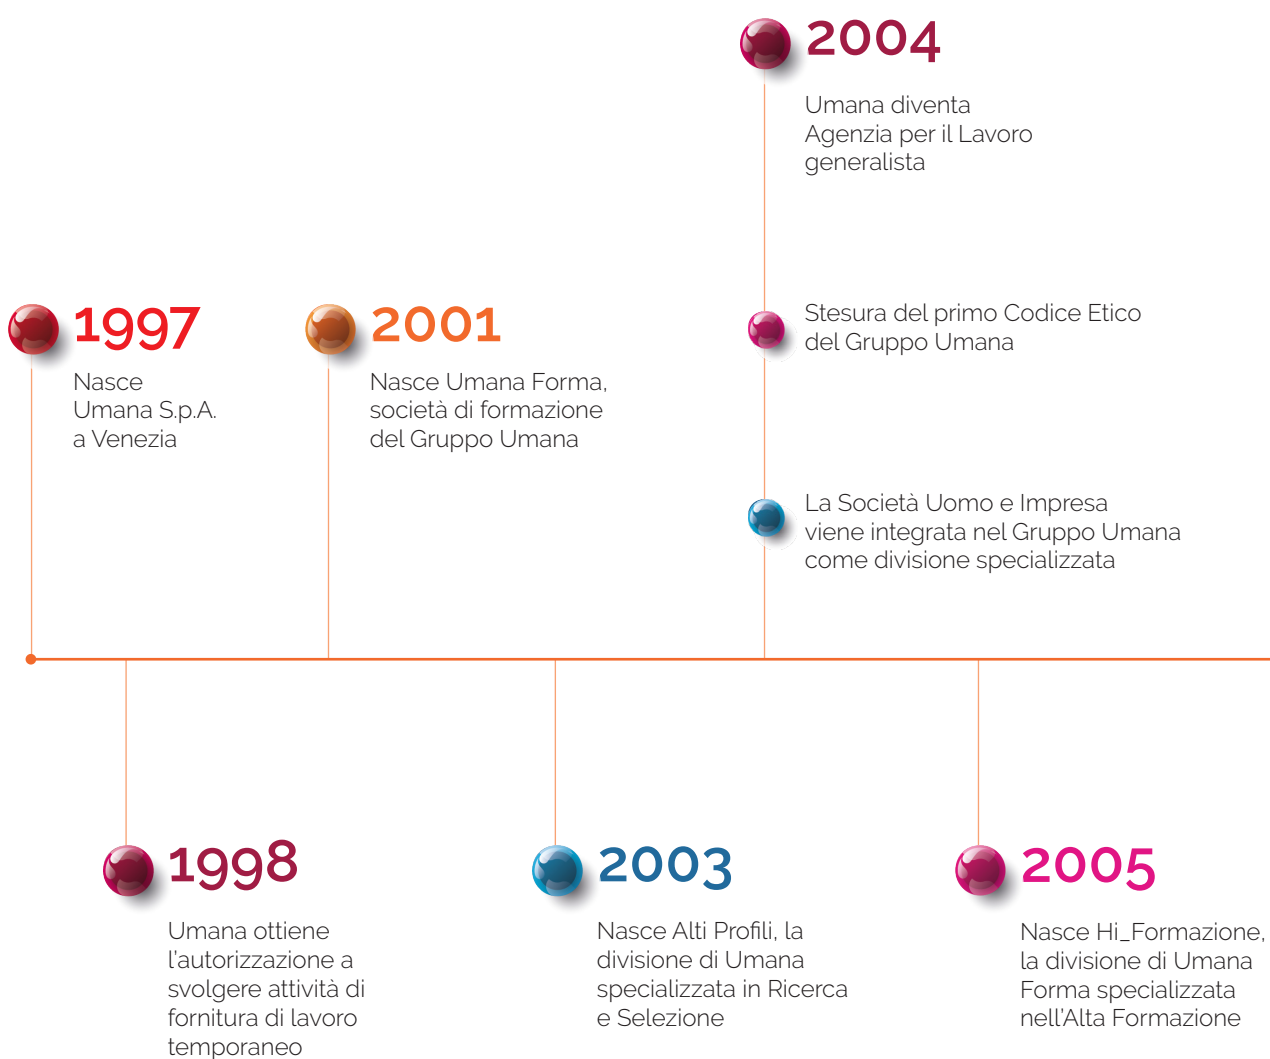 2004
Umana diventa
Agenzia per il Lavoro
generalista
1997
Nasce
Umana S.p.A.
a Venezia
2001
Nasce Umana Forma,
società di formazione
del Gruppo Umana
Stesura del primo Codice Etico
del Gruppo Umana
La Società Uomo e Impresa
viene integrata nel Gruppo Umana
come divisione specializzata
1998
Umana ottiene
l'autorizzazione a
svolgere attività di
fornitura di lavoro
temporaneo
2003
Nasce Alti Profili, la
divisione di Umana
specializzata in Ricerca
e Selezione
2005
Nasce Hi_Formazione,
la divisione di Umana
Forma specializzata
nell'Alta Formazione